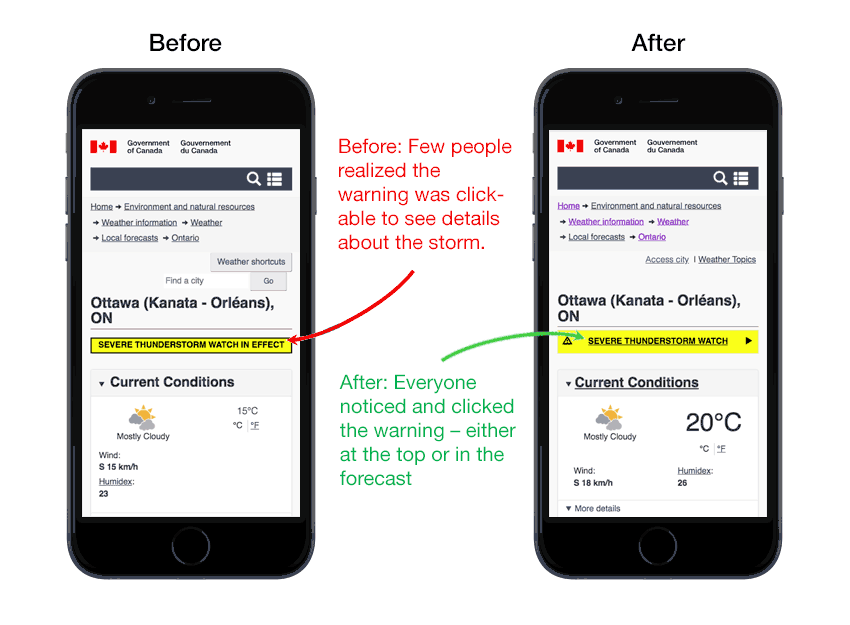 Before
Government of Canada
Gouvernement du Canada
Home ➔ Environment and natural resources
➔ Weather information ➔ Weather
➔ Local forecasts ➔ Ontario
Weather shortcuts
Find a city
Go
Ottawa (Kanata - Orléans),
ON
SEVERE THUNDERSTORM WATCH IN EFFECT
▼ Current Conditions
Mostly Cloudy
15°C
°C | °F
Wind:
S 15 km/h
Humidex:
23
Before: Few people
realized the
warning was click-
able to see details
about the storm.
After: Everyone
noticed and clicked
the warning – either
at the top or in the
forecast
After
Government of Canada
Gouvernement du Canada
Home ➔ Environment and natural resources
➔ Weather information ➔ Weather
➔ Local forecasts ➔ Ontario
Access city | Weather Topics
Ottawa (Kanata - Orléans),
ON
SEVERE THUNDERSTORM WATCH
▼ Current Conditions
Mostly Cloudy
20°C
°C | °F
Wind:
S 18 km/h
Humidex:
26
▼ More details